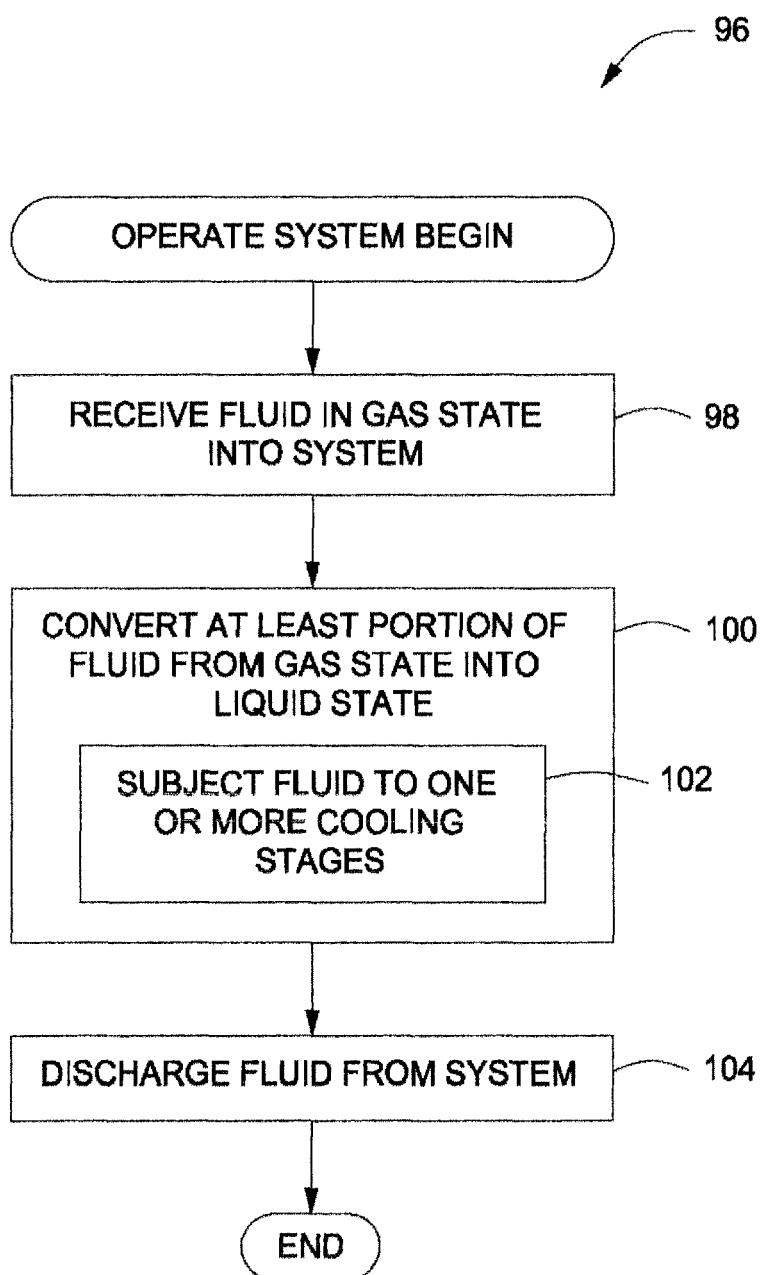 96
OPERATE SYSTEM BEGIN
RECEIVE FLUID IN GAS STATE
INTO SYSTEM
98
CONVERT AT LEAST PORTION OF
FLUID FROM GAS STATE INTO
LIQUID STATE
100
SUBJECT FLUID TO ONE
OR MORE COOLING
STAGES
102
DISCHARGE FLUID FROM SYSTEM
104
END